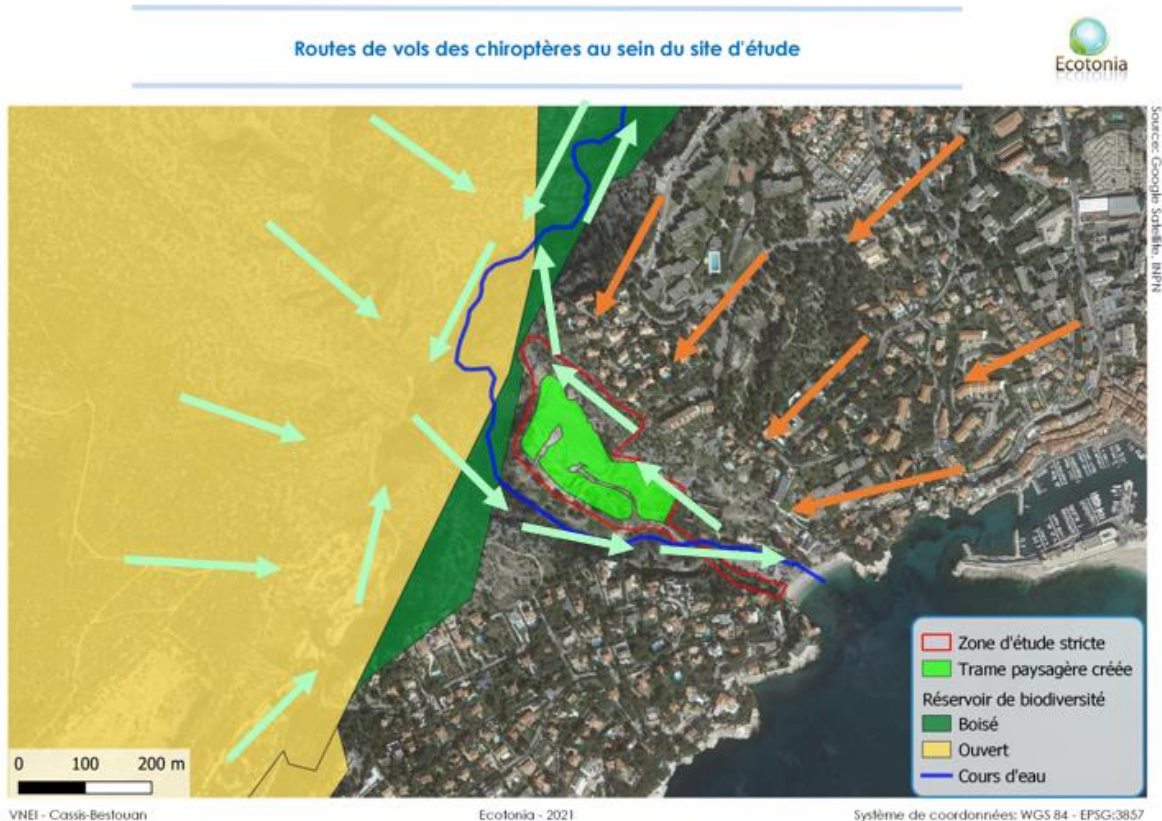 Routes de vols des chiroptères au sein du site d'étude
Ecotonia
Source: Google Satellite, INPN
Zone d'étude stricte
Trame paysagère créée
Réservoir de biodiversité
Boisé
Ouvert
Cours d'eau
0 100 200 m
VNEI - Cassis-Bestouan
Ecotonia - 2021
Système de coordonnées: WGS 84 - EPSG:3857